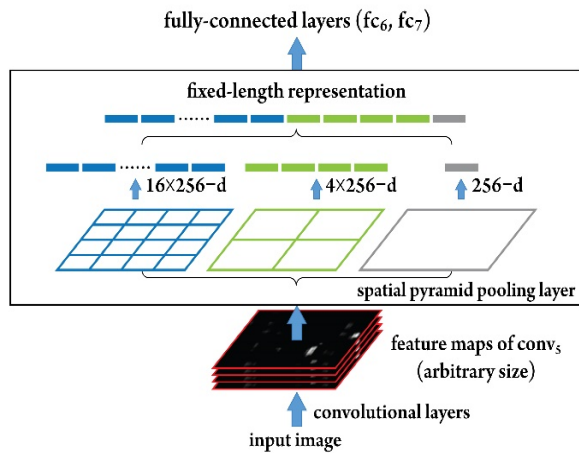 fully-connected layers (fc6, fc7)
fixed-length representation
......
......
16×256-d
4×256-d
256-d
spatial pyramid pooling layer
feature maps of conv5
(arbitrary size)
convolutional layers
input image